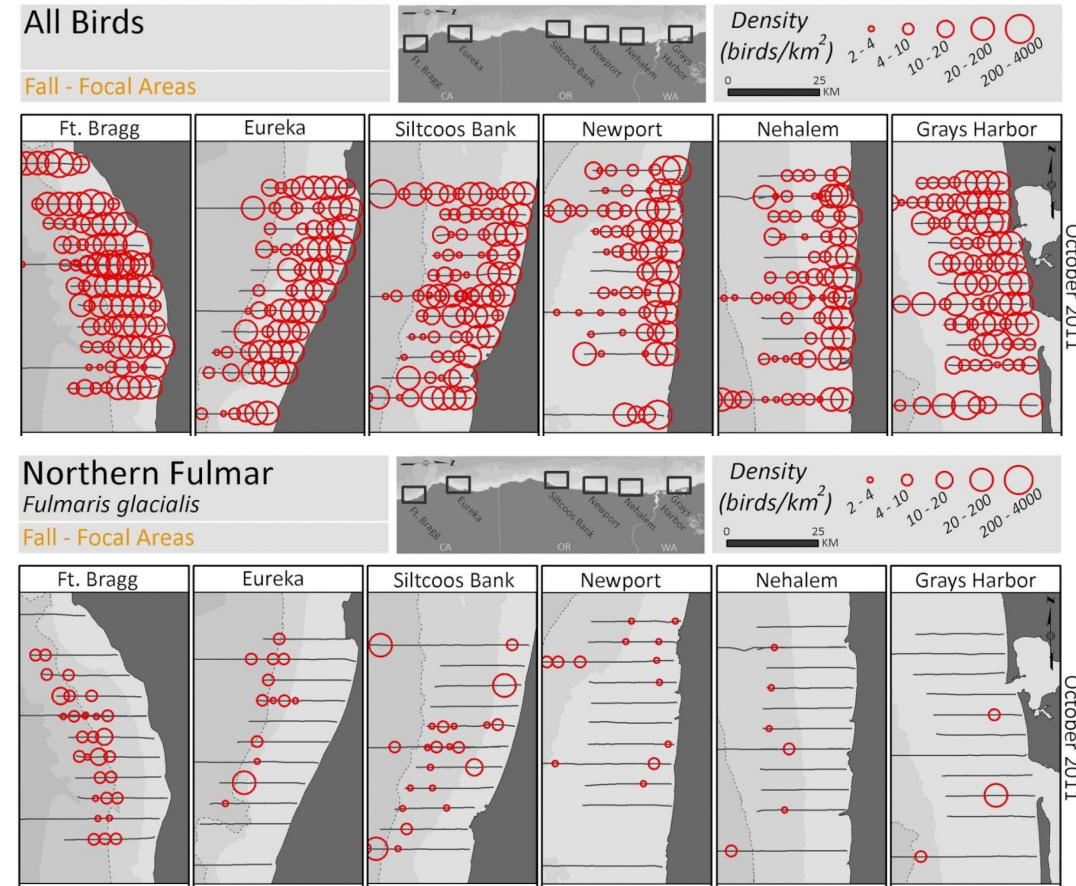 All Birds
Fall - Focal Areas
Ft. Bragg
Eureka
Siltcoos Bank
Newport
Nehalem
Grays Harbor
CA
OR
WA
N
Density
(birds/km²)
2 - 4
4 - 10
10 - 20
20 - 200
200 - 4000
0
25
KM
Ft. Bragg
Eureka
Siltcoos Bank
Newport
Nehalem
Grays Harbor
N
October 2011
Northern Fulmar
Fulmaris glacialis
Fall - Focal Areas
Ft. Bragg
Eureka
Siltcoos Bank
Newport
Nehalem
Grays Harbor
CA
OR
WA
N
Density
(birds/km²)
2 - 4
4 - 10
10 - 20
20 - 200
200 - 4000
0
25
KM
Ft. Bragg
Eureka
Siltcoos Bank
Newport
Nehalem
Grays Harbor
N
October 2011